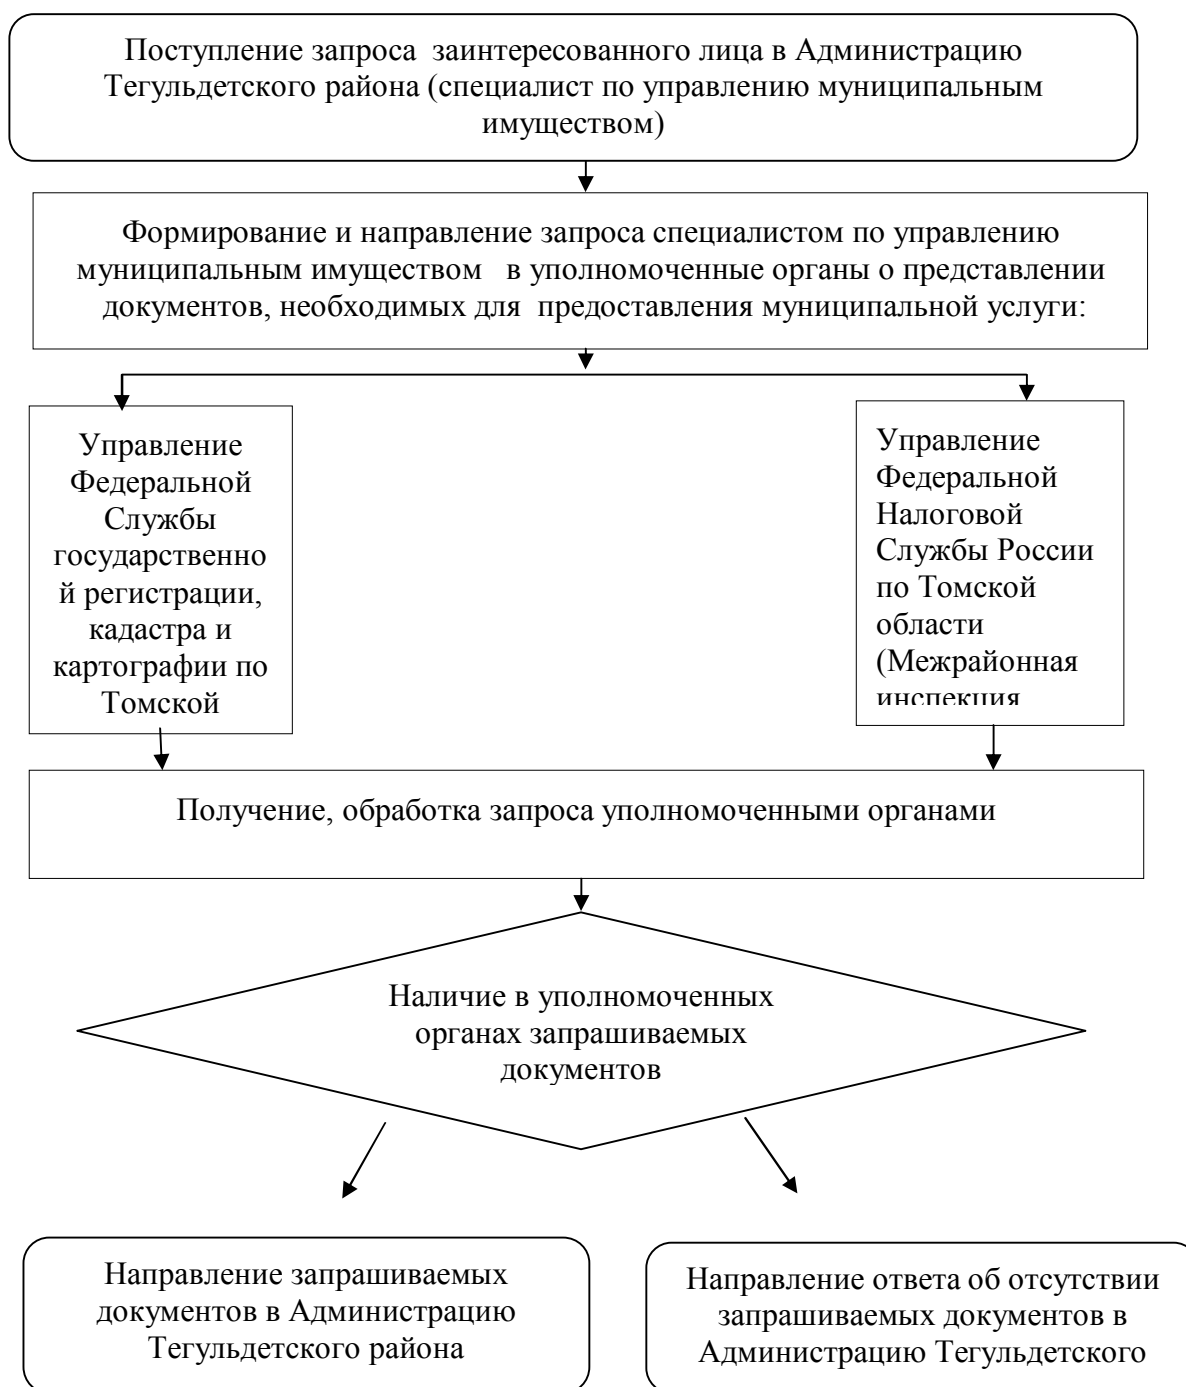 Поступление запроса заинтересованного лица в Администрацию
Тегульдетского района (специалист по управлению муниципальным
имуществом)
Формирование и направление запроса специалистом по управлению
муниципальным имуществом в уполномоченные органы о представлении
документов, необходимых для предоставления муниципальной услуги:
Управление
Федеральной
Службы
государственно
й регистрации,
кадастра и
картографии по
Томской
Управление
Федеральной
Налоговой
Службы России
по Томской
области
(Межрайонная
инспекция
Получение, обработка запроса уполномоченными органами
Наличие в уполномоченных
органах запрашиваемых
документов
Направление запрашиваемых
документов в Администрацию
Тегульдетского района
Направление ответа об отсутствии
запрашиваемых документов в
Администрацию Тегульдетского